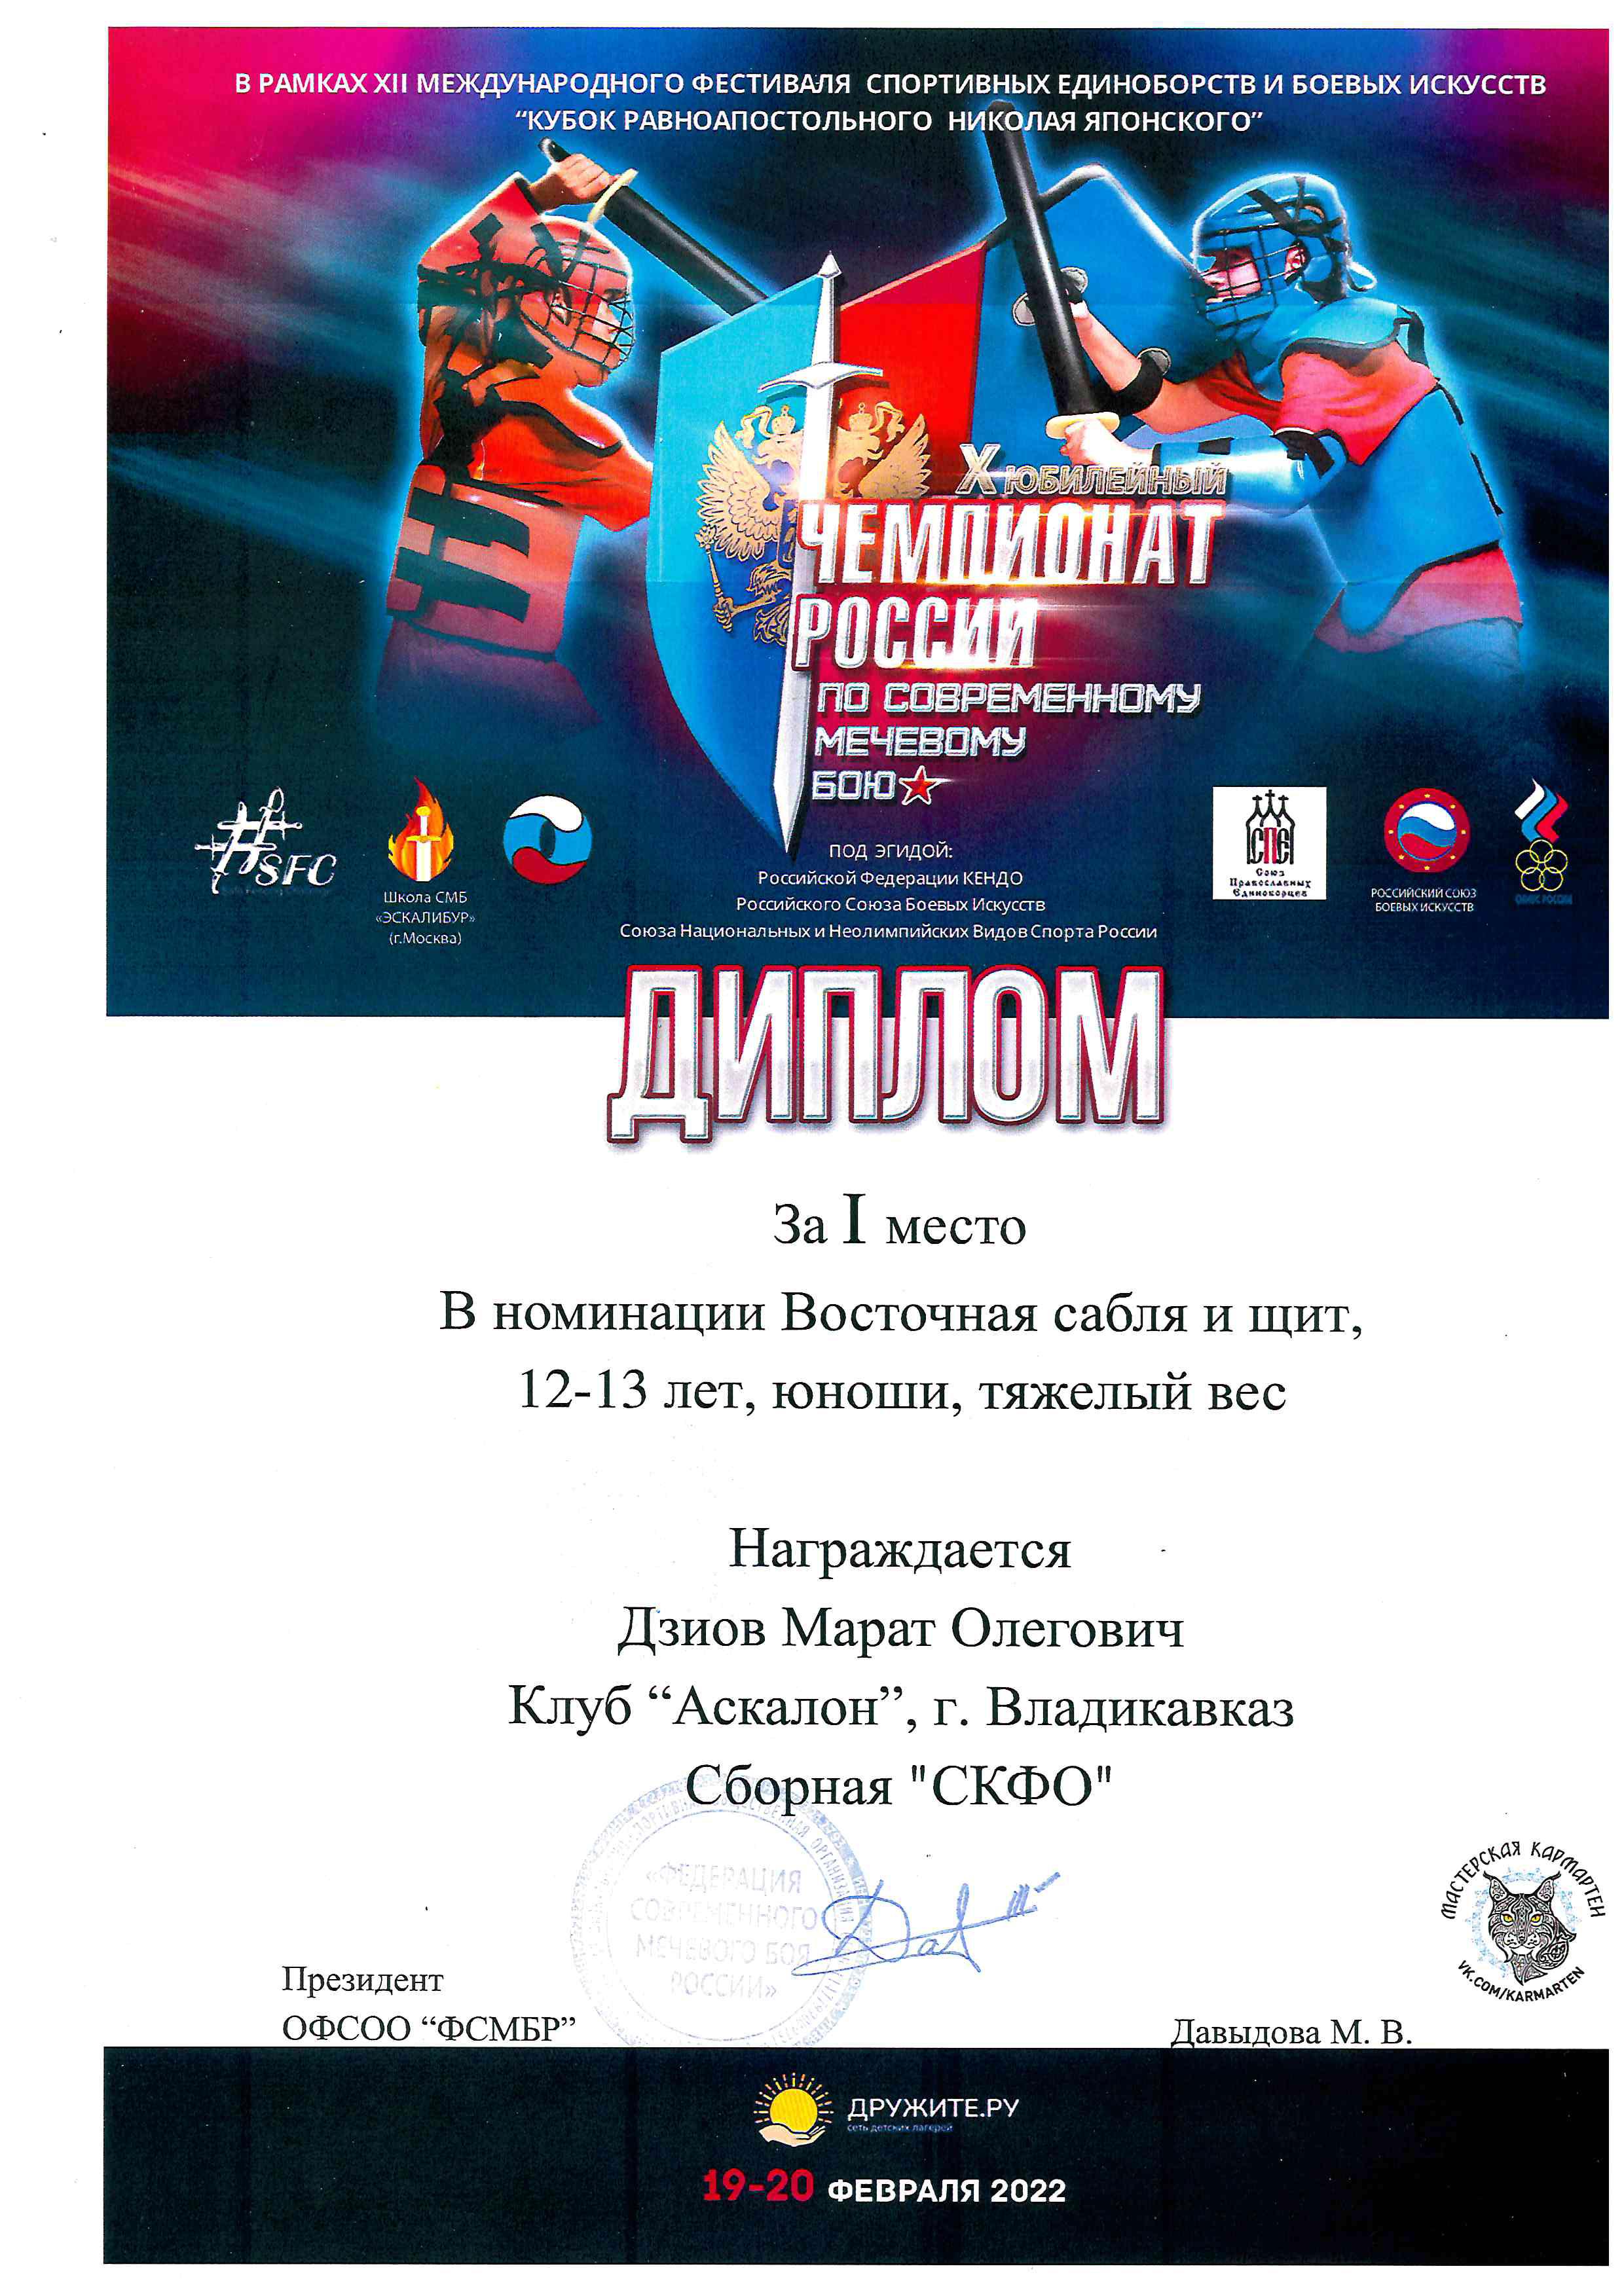 В РАМКАХ XII МЕЖДУНАРОДНОГО ФЕСТИВАЛЯ СПОРТИВНЫХ ЕДИНОБОРСТВ И БОЕВЫХ ИСКУССТВ
“КУБОК РАВНОАПОСТОЛЬНОГО НИКОЛАЯ ЯПОНСКОГО”
X ЮБИЛЕЙНЫЙ
ЧЕМПИОНАТ
РОССИИ
ПО СОВРЕМЕННОМУ
МЕЧЕВОМУ
БОЮ
SFC
Школа СМБ
«ЭСКАЛИБУР»
(г.Москва)
ПОД ЭГИДОЙ:
Российской Федерации КЕНДО
Российского Союза Боевых Искусств
Союза Национальных и Неолимпийских Видов Спорта России
СПЕ
Союз
Православных
Единоборцев
РОССИЙСКИЙ СОЮЗ
БОЕВЫХ ИСКУССТВ
ДИПЛОМ
За I место
В номинации Восточная сабля и щит,
12-13 лет, юноши, тяжелый вес
Награждается
Дзиов Марат Олегович
Клуб “Аскалон”, г. Владикавказ
Сборная "СКФО"
«ФЕДЕРАЦИЯ
СОВРЕМЕННОГО
МЕЧЕВОГО БОЯ
РОССИИ»
МАСТЕРСКАЯ КАРМАРТЕН
VK.COM/KARMARTEN
Президент
ОФСОО “ФСМБР”
Давыдова М. В.
ДРУЖИТЕ.РУ
сеть детских лагерей
19-20 ФЕВРАЛЯ 2022